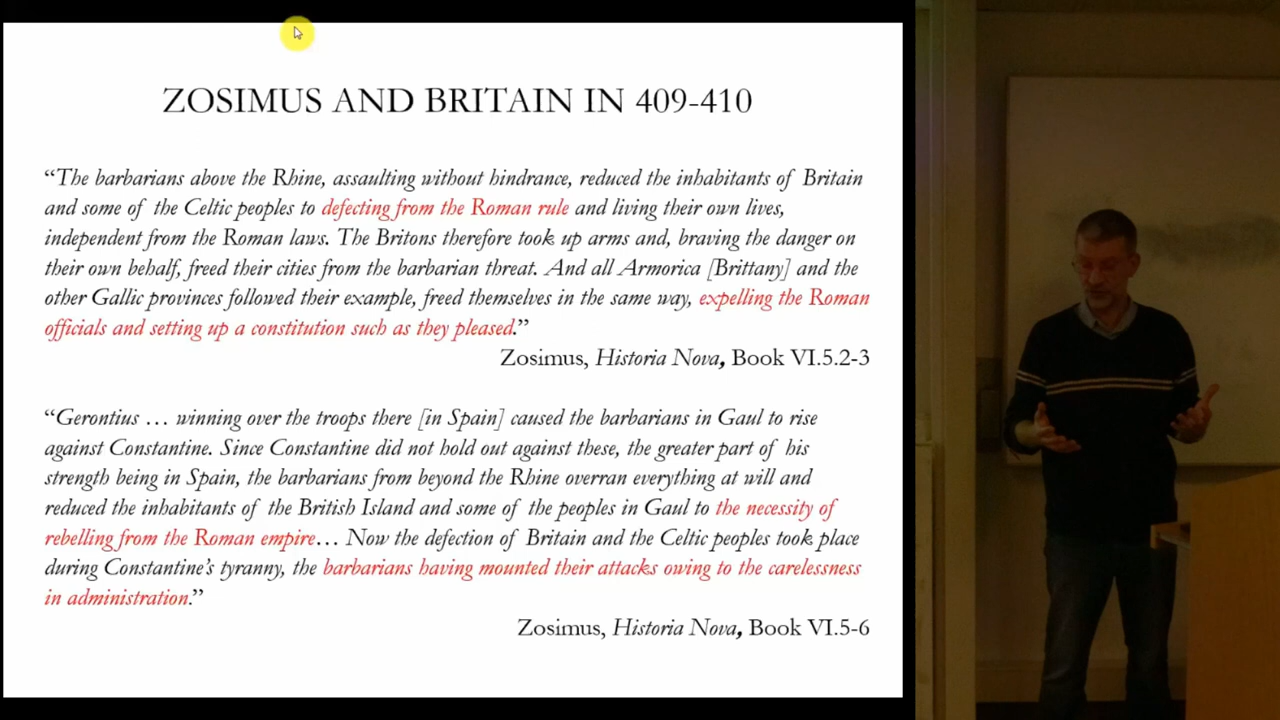 ZOSIMUS AND BRITAIN IN 409-410
“The barbarians above the Rhine, assaulting without hindrance, reduced the inhabitants of Britain
and some of the Celtic peoples to defecting from the Roman rule and living their own lives,
independent from the Roman laws. The Britons therefore took up arms and, braving the danger on
their own behalf, freed their cities from the barbarian threat. And all Armorica [Brittany] and the
other Gallic provinces followed their example, freed themselves in the same way, expelling the Roman
officials and setting up a constitution such as they pleased.”
Zosimus, Historia Nova, Book VI.5.2-3
“Gerontius … winning over the troops there [in Spain] caused the barbarians in Gaul to rise
against Constantine. Since Constantine did not hold out against these, the greater part of his
strength being in Spain, the barbarians from beyond the Rhine overran everything at will and
reduced the inhabitants of the British Island and some of the peoples in Gaul to the necessity of
rebelling from the Roman empire… Now the defection of Britain and the Celtic peoples took place
during Constantine’s tyranny, the barbarians having mounted their attacks owing to the carelessness
in administration.”
Zosimus, Historia Nova, Book VI.5-6